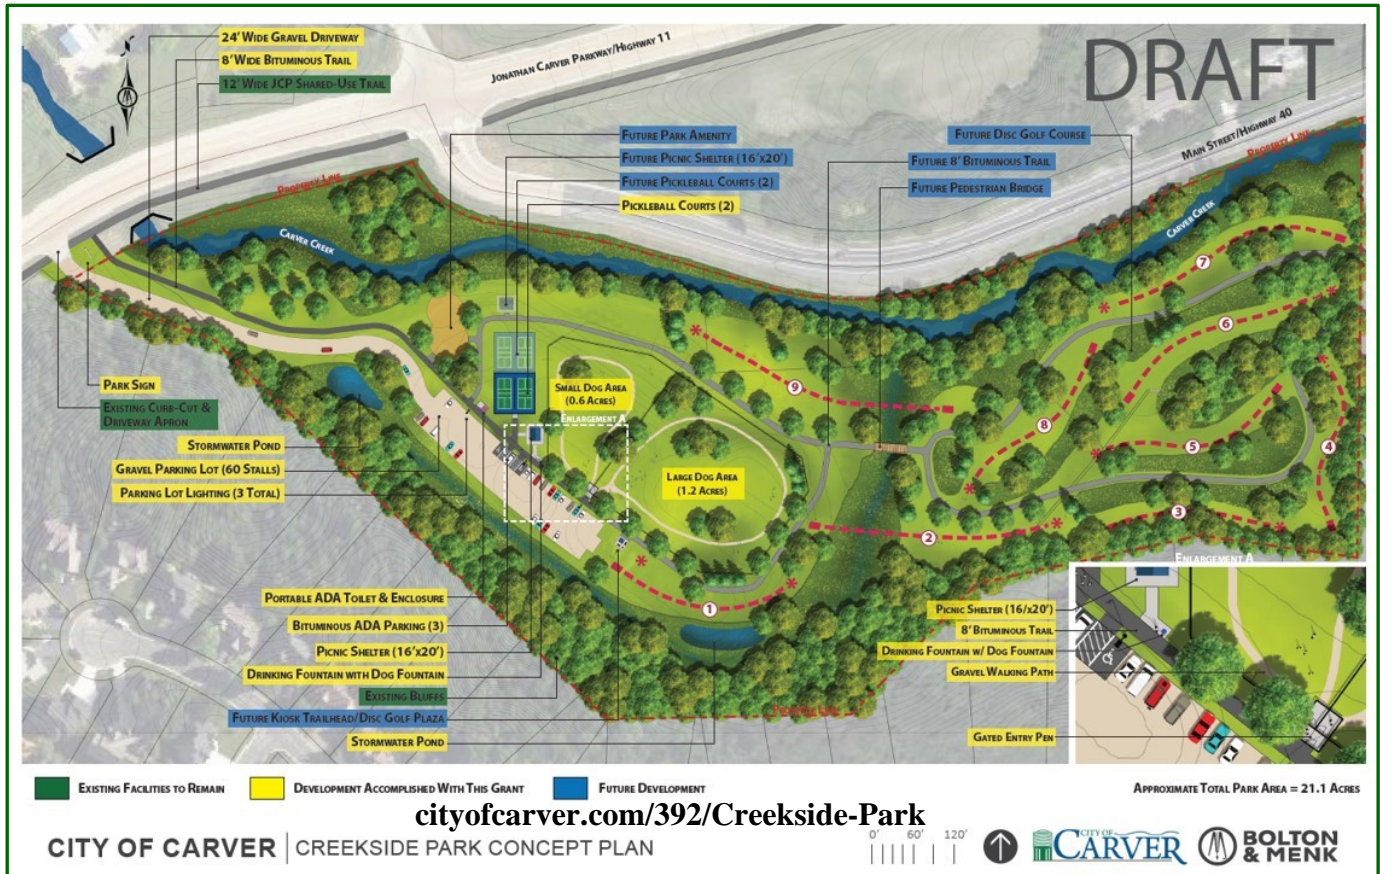 24' Wide Gravel Driveway
8' Wide Bituminous Trail
12' Wide JCP Shared-Use Trail
N
Jonathan Carver Parkway/Highway 11
DRAFT
Future Park Amenity
Future Picnic Shelter (16'x20')
Future Pickleball Courts (2)
Pickleball Courts (2)
Future Disc Golf Course
Future 8' Bituminous Trail
Future Pedestrian Bridge
Main Street/Highway 40
Property Line
Property Line
Carver Creek
Carver Creek
Park Sign
Existing Curb-Cut &
Driveway Apron
Stormwater Pond
Gravel Parking Lot (60 Stalls)
Parking Lot Lighting (3 Total)
Small Dog Area
(0.6 Acres)
Enlargement A
Large Dog Area
(1.2 Acres)
7
6
9
8
5
4
3
2
1
Portable ADA Toilet & Enclosure
Bituminous ADA Parking (3)
Picnic Shelter (16'x20')
Drinking Fountain with Dog Fountain
Existing Bluffs
Future Kiosk Trailhead/Disc Golf Plaza
Stormwater Pond
Property Line
Enlargement A
Picnic Shelter (16/x20')
8' Bituminous Trail
Drinking Fountain w/ Dog Fountain
Gravel Walking Path
Gated Entry Pen
Existing Facilities to Remain
Development Accomplished With This Grant
Future Development
Approximate Total Park Area = 21.1 Acres
cityofcarver.com/392/Creekside-Park
CITY OF CARVER | CREEKSIDE PARK CONCEPT PLAN
0' 60' 120'
CITY OF
CARVER
BOLTON
& MENK